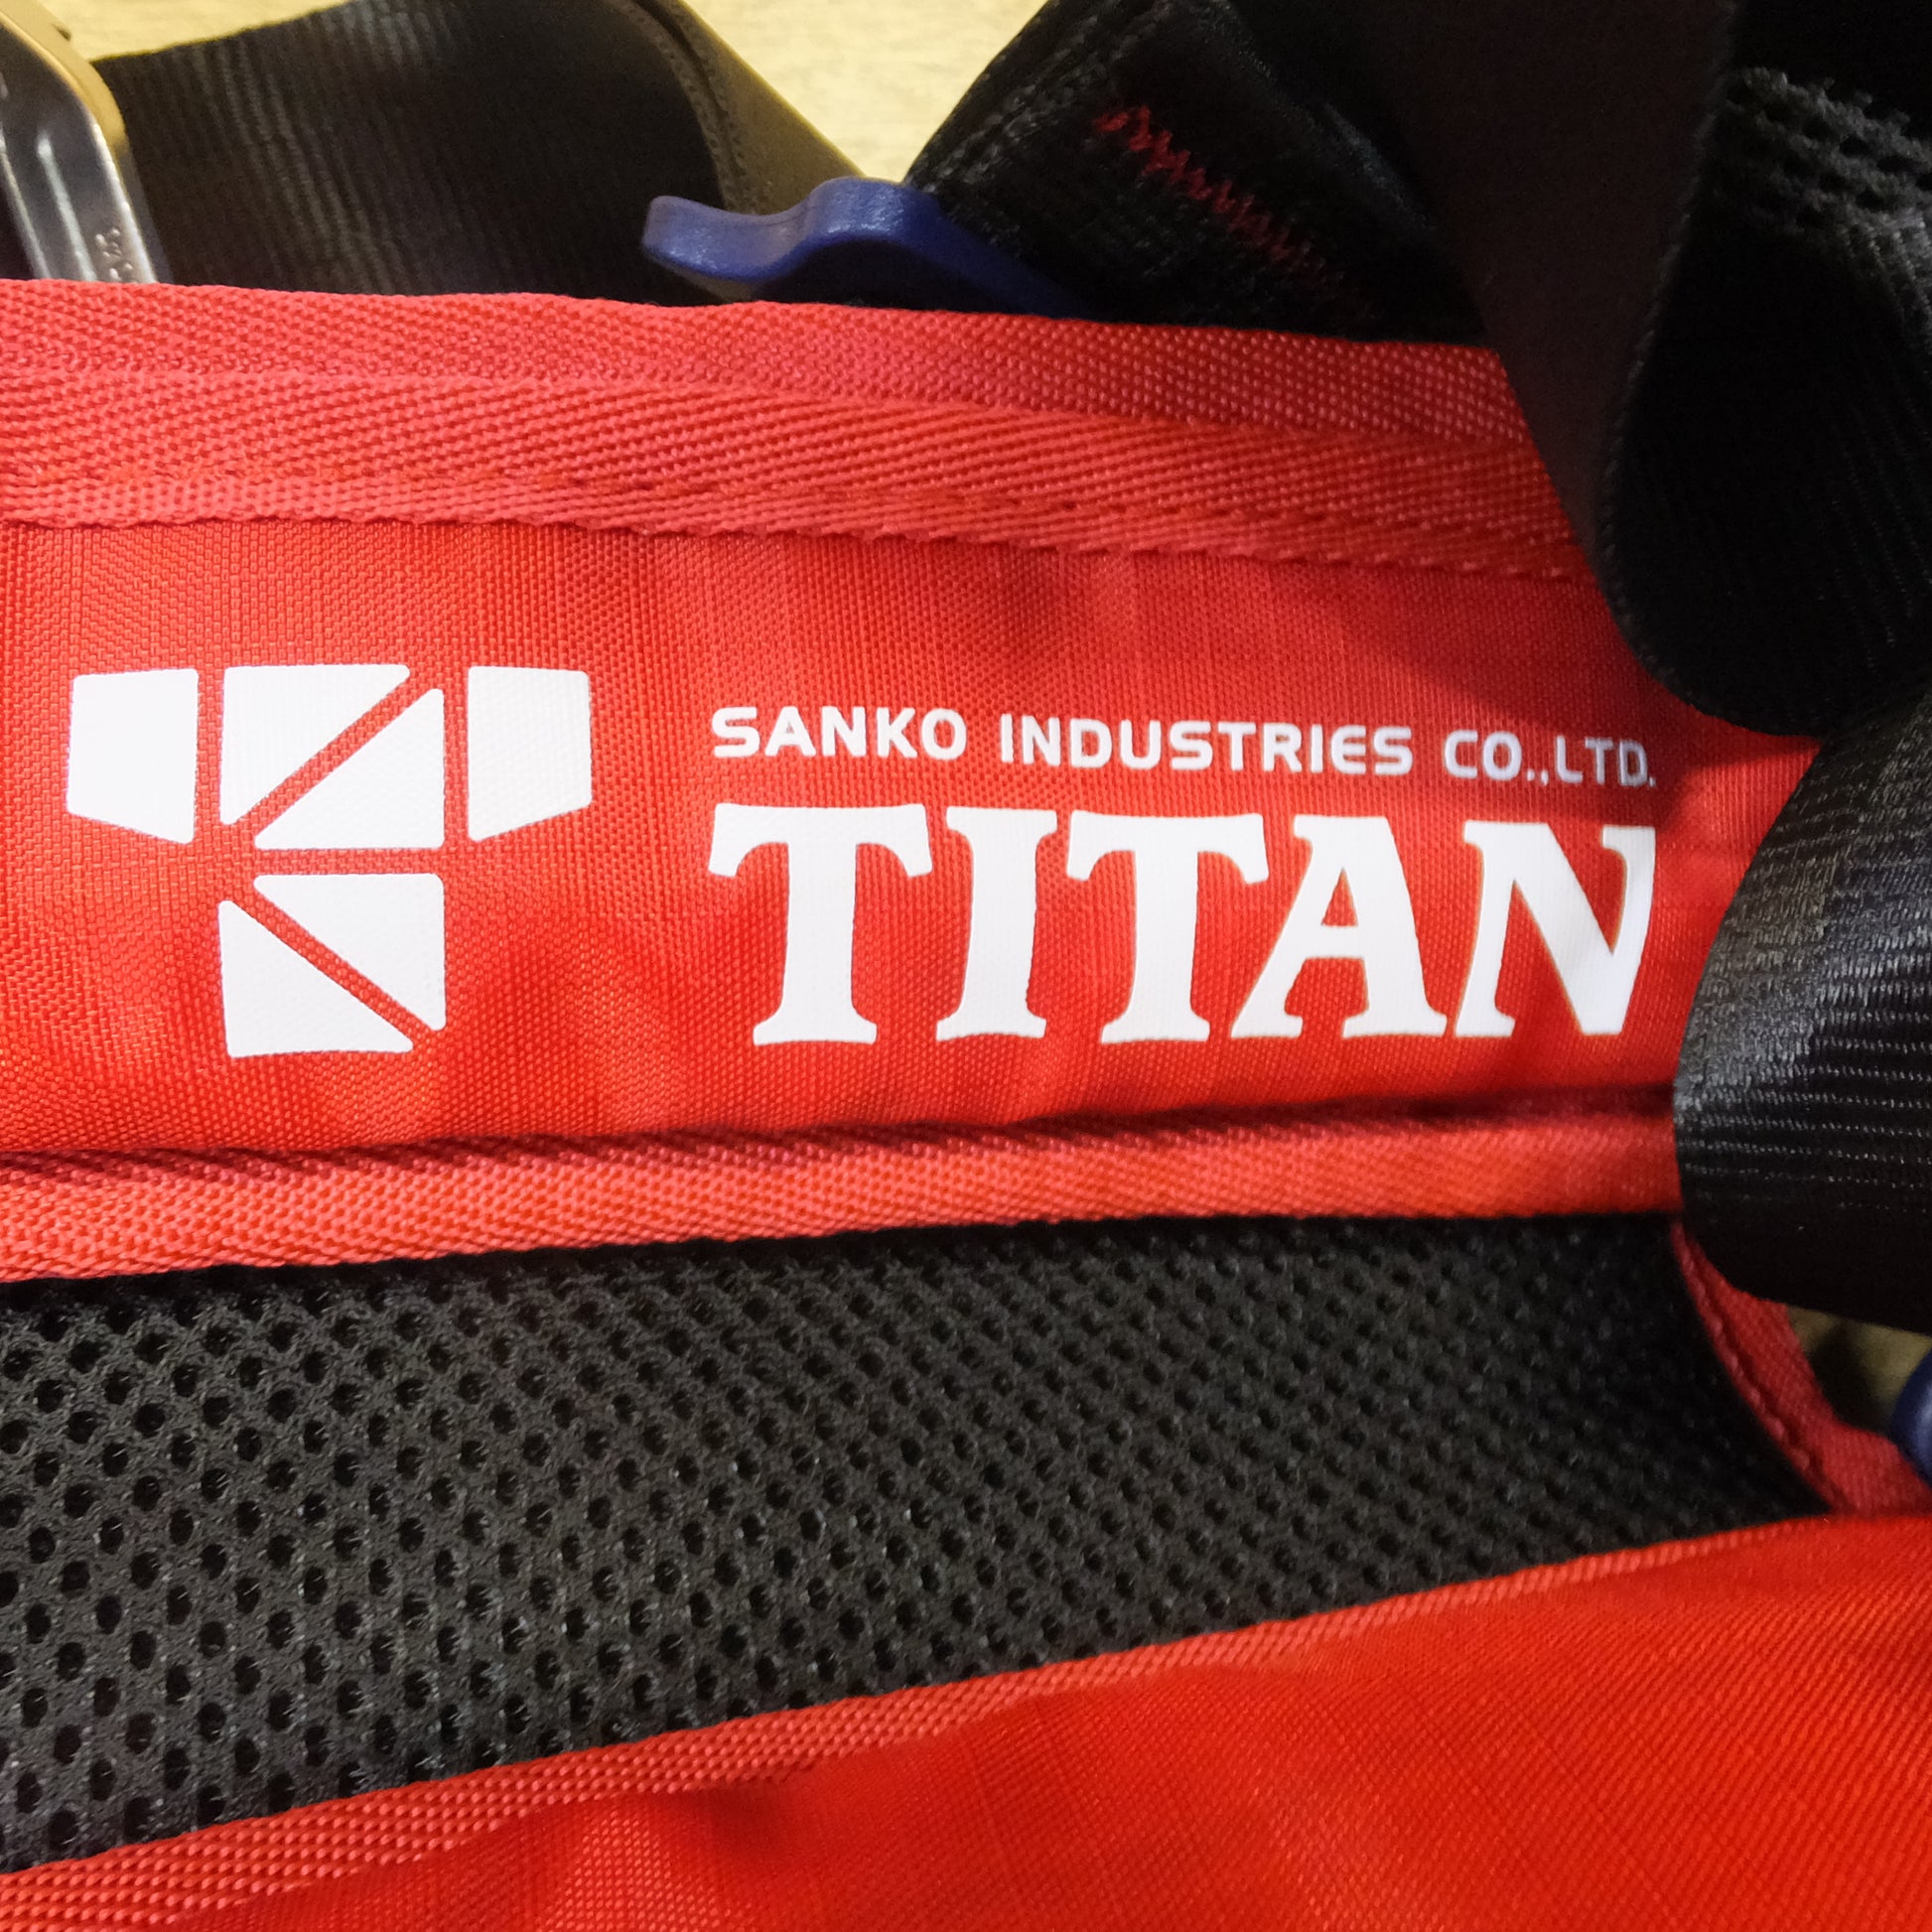 SANKO INDUSTRIES CO.,LTD.
TITAN